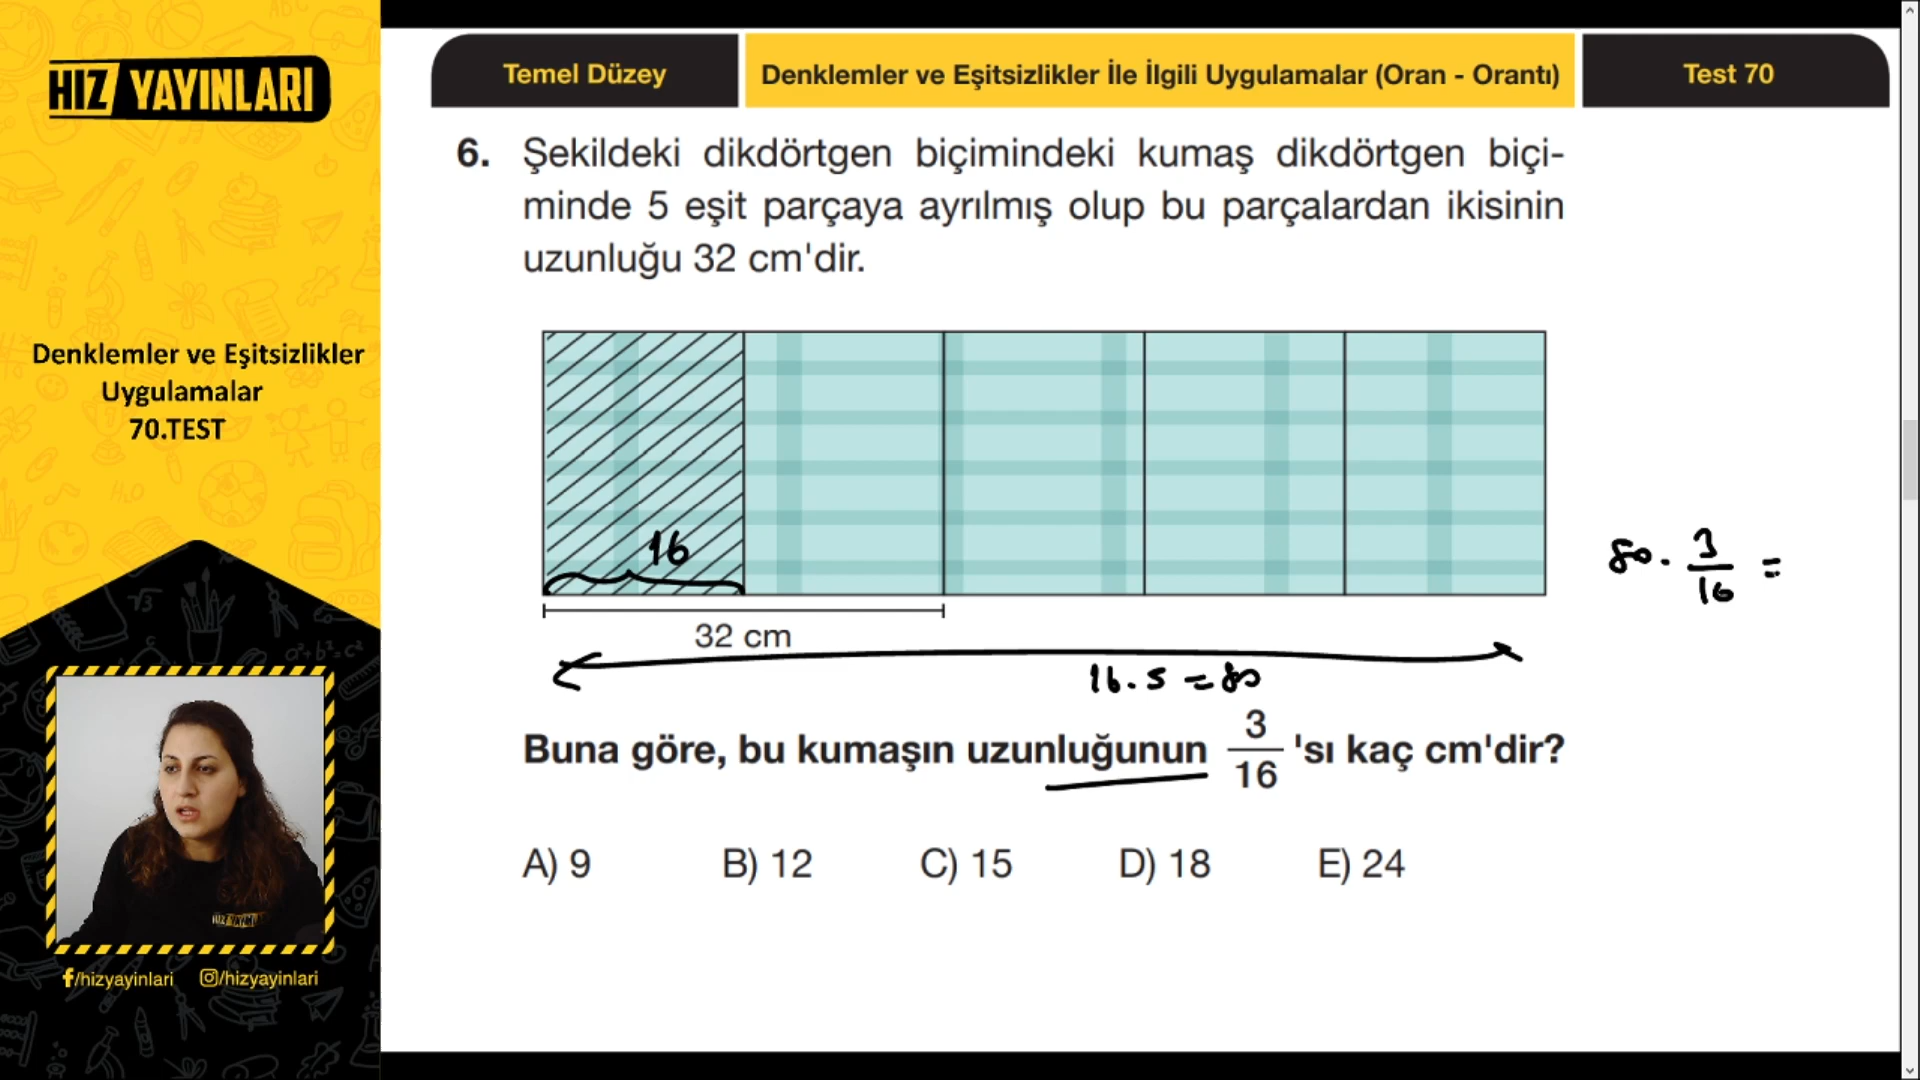 HIZ YAYINLARI
Denklemler ve Eşitsizlikler
Uygulamalar
70.TEST
/hizyayinlari /hizyayinlari
Temel Düzey
Denklemler ve Eşitsizlikler İle İlgili Uygulamalar (Oran - Orantı)
Test 70
6. Şekildeki dikdörtgen biçimindeki kumaş dikdörtgen biçi-
minde 5 eşit parçaya ayrılmış olup bu parçalardan ikisinin
uzunluğu 32 cm'dir.
16
32 cm
16.5 = 80
80 . 3/16 =
Buna göre, bu kumaşın uzunluğunun 3/16 'sı kaç cm'dir?
A) 9 B) 12 C) 15 D) 18 E) 24